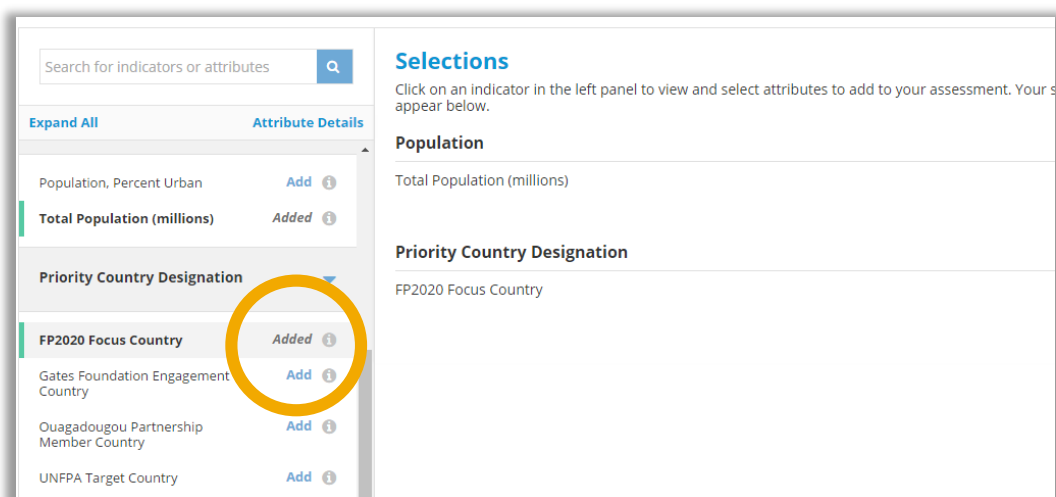 Search for indicators or attributes
Expand All
Attribute Details
Population, Percent Urban Add
Total Population (millions) Added
Priority Country Designation
FP2020 Focus Country Added
Gates Foundation Engagement Add
Country
Ouagadougou Partnership Add
Member Country
UNFPA Target Country Add
Selections
Click on an indicator in the left panel to view and select attributes to add to your assessment. Your s
appear below.
Population
Total Population (millions)
Priority Country Designation
FP2020 Focus Country